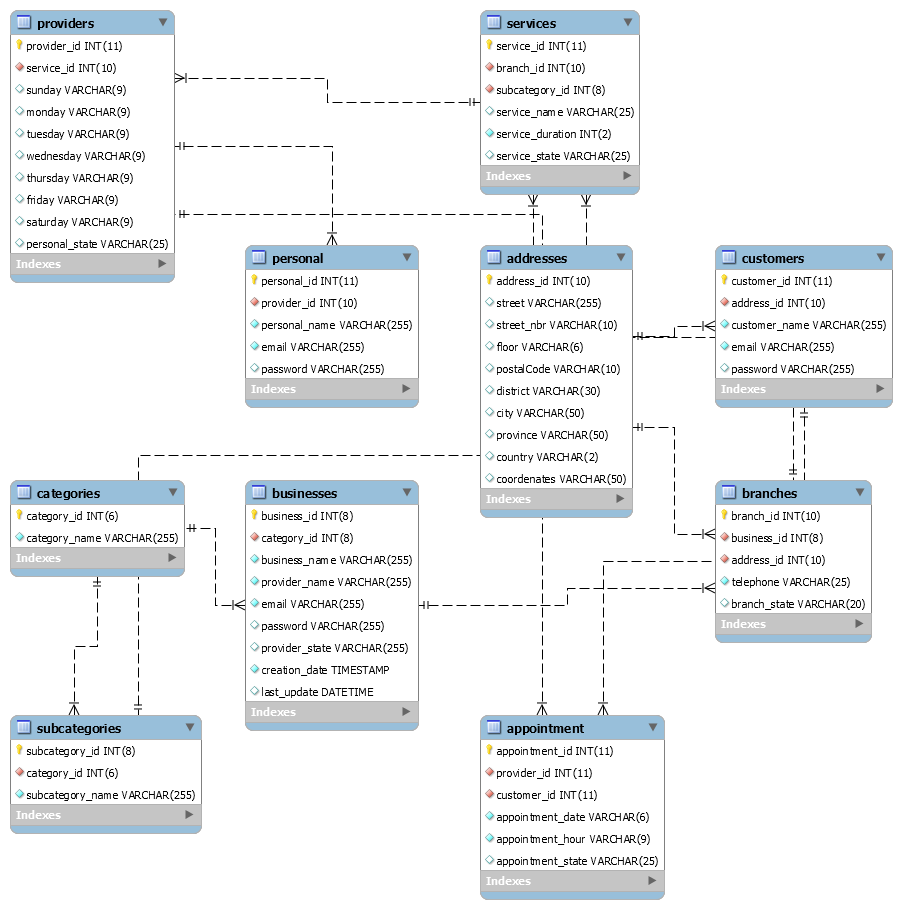 providers
provider_id INT(11)
service_id INT(10)
sunday VARCHAR(9)
monday VARCHAR(9)
tuesday VARCHAR(9)
wednesday VARCHAR(9)
thursday VARCHAR(9)
friday VARCHAR(9)
saturday VARCHAR(9)
personal_state VARCHAR(25)
Indexes
services
service_id INT(11)
branch_id INT(10)
subcategory_id INT(8)
service_name VARCHAR(25)
service_duration INT(2)
service_state VARCHAR(25)
Indexes
personal
personal_id INT(11)
provider_id INT(10)
personal_name VARCHAR(255)
email VARCHAR(255)
password VARCHAR(255)
Indexes
addresses
address_id INT(10)
street VARCHAR(255)
street_nbr VARCHAR(10)
floor VARCHAR(6)
postalCode VARCHAR(10)
district VARCHAR(30)
city VARCHAR(50)
province VARCHAR(50)
country VARCHAR(2)
coordenates VARCHAR(50)
Indexes
customers
customer_id INT(11)
address_id INT(10)
customer_name VARCHAR(255)
email VARCHAR(255)
password VARCHAR(255)
Indexes
categories
category_id INT(6)
category_name VARCHAR(255)
Indexes
businesses
business_id INT(8)
category_id INT(8)
business_name VARCHAR(255)
provider_name VARCHAR(255)
email VARCHAR(255)
password VARCHAR(255)
provider_state VARCHAR(255)
creation_date TIMESTAMP
last_update DATETIME
Indexes
branches
branch_id INT(10)
business_id INT(8)
address_id INT(10)
telephone VARCHAR(25)
branch_state VARCHAR(20)
Indexes
subcategories
subcategory_id INT(8)
category_id INT(6)
subcategory_name VARCHAR(255)
Indexes
appointment
appointment_id INT(11)
provider_id INT(11)
customer_id INT(11)
appointment_date VARCHAR(6)
appointment_hour VARCHAR(9)
appointment_state VARCHAR(25)
Indexes